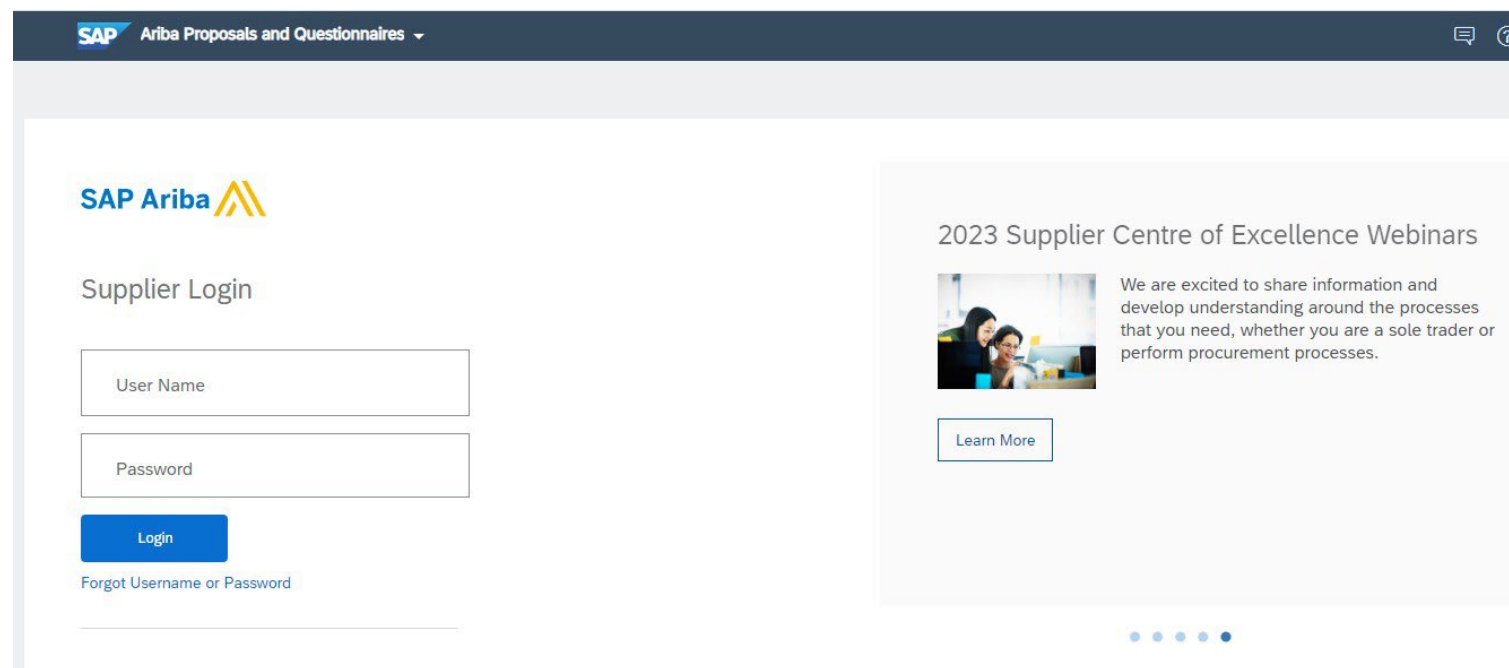 SAP Ariba Proposals and Questionnaires
SAP Ariba
Supplier Login
User Name
Password
Login
Forgot Username or Password
2023 Supplier Centre of Excellence Webinars
We are excited to share information and
develop understanding around the processes
that you need, whether you are a sole trader or
perform procurement processes.
Learn More